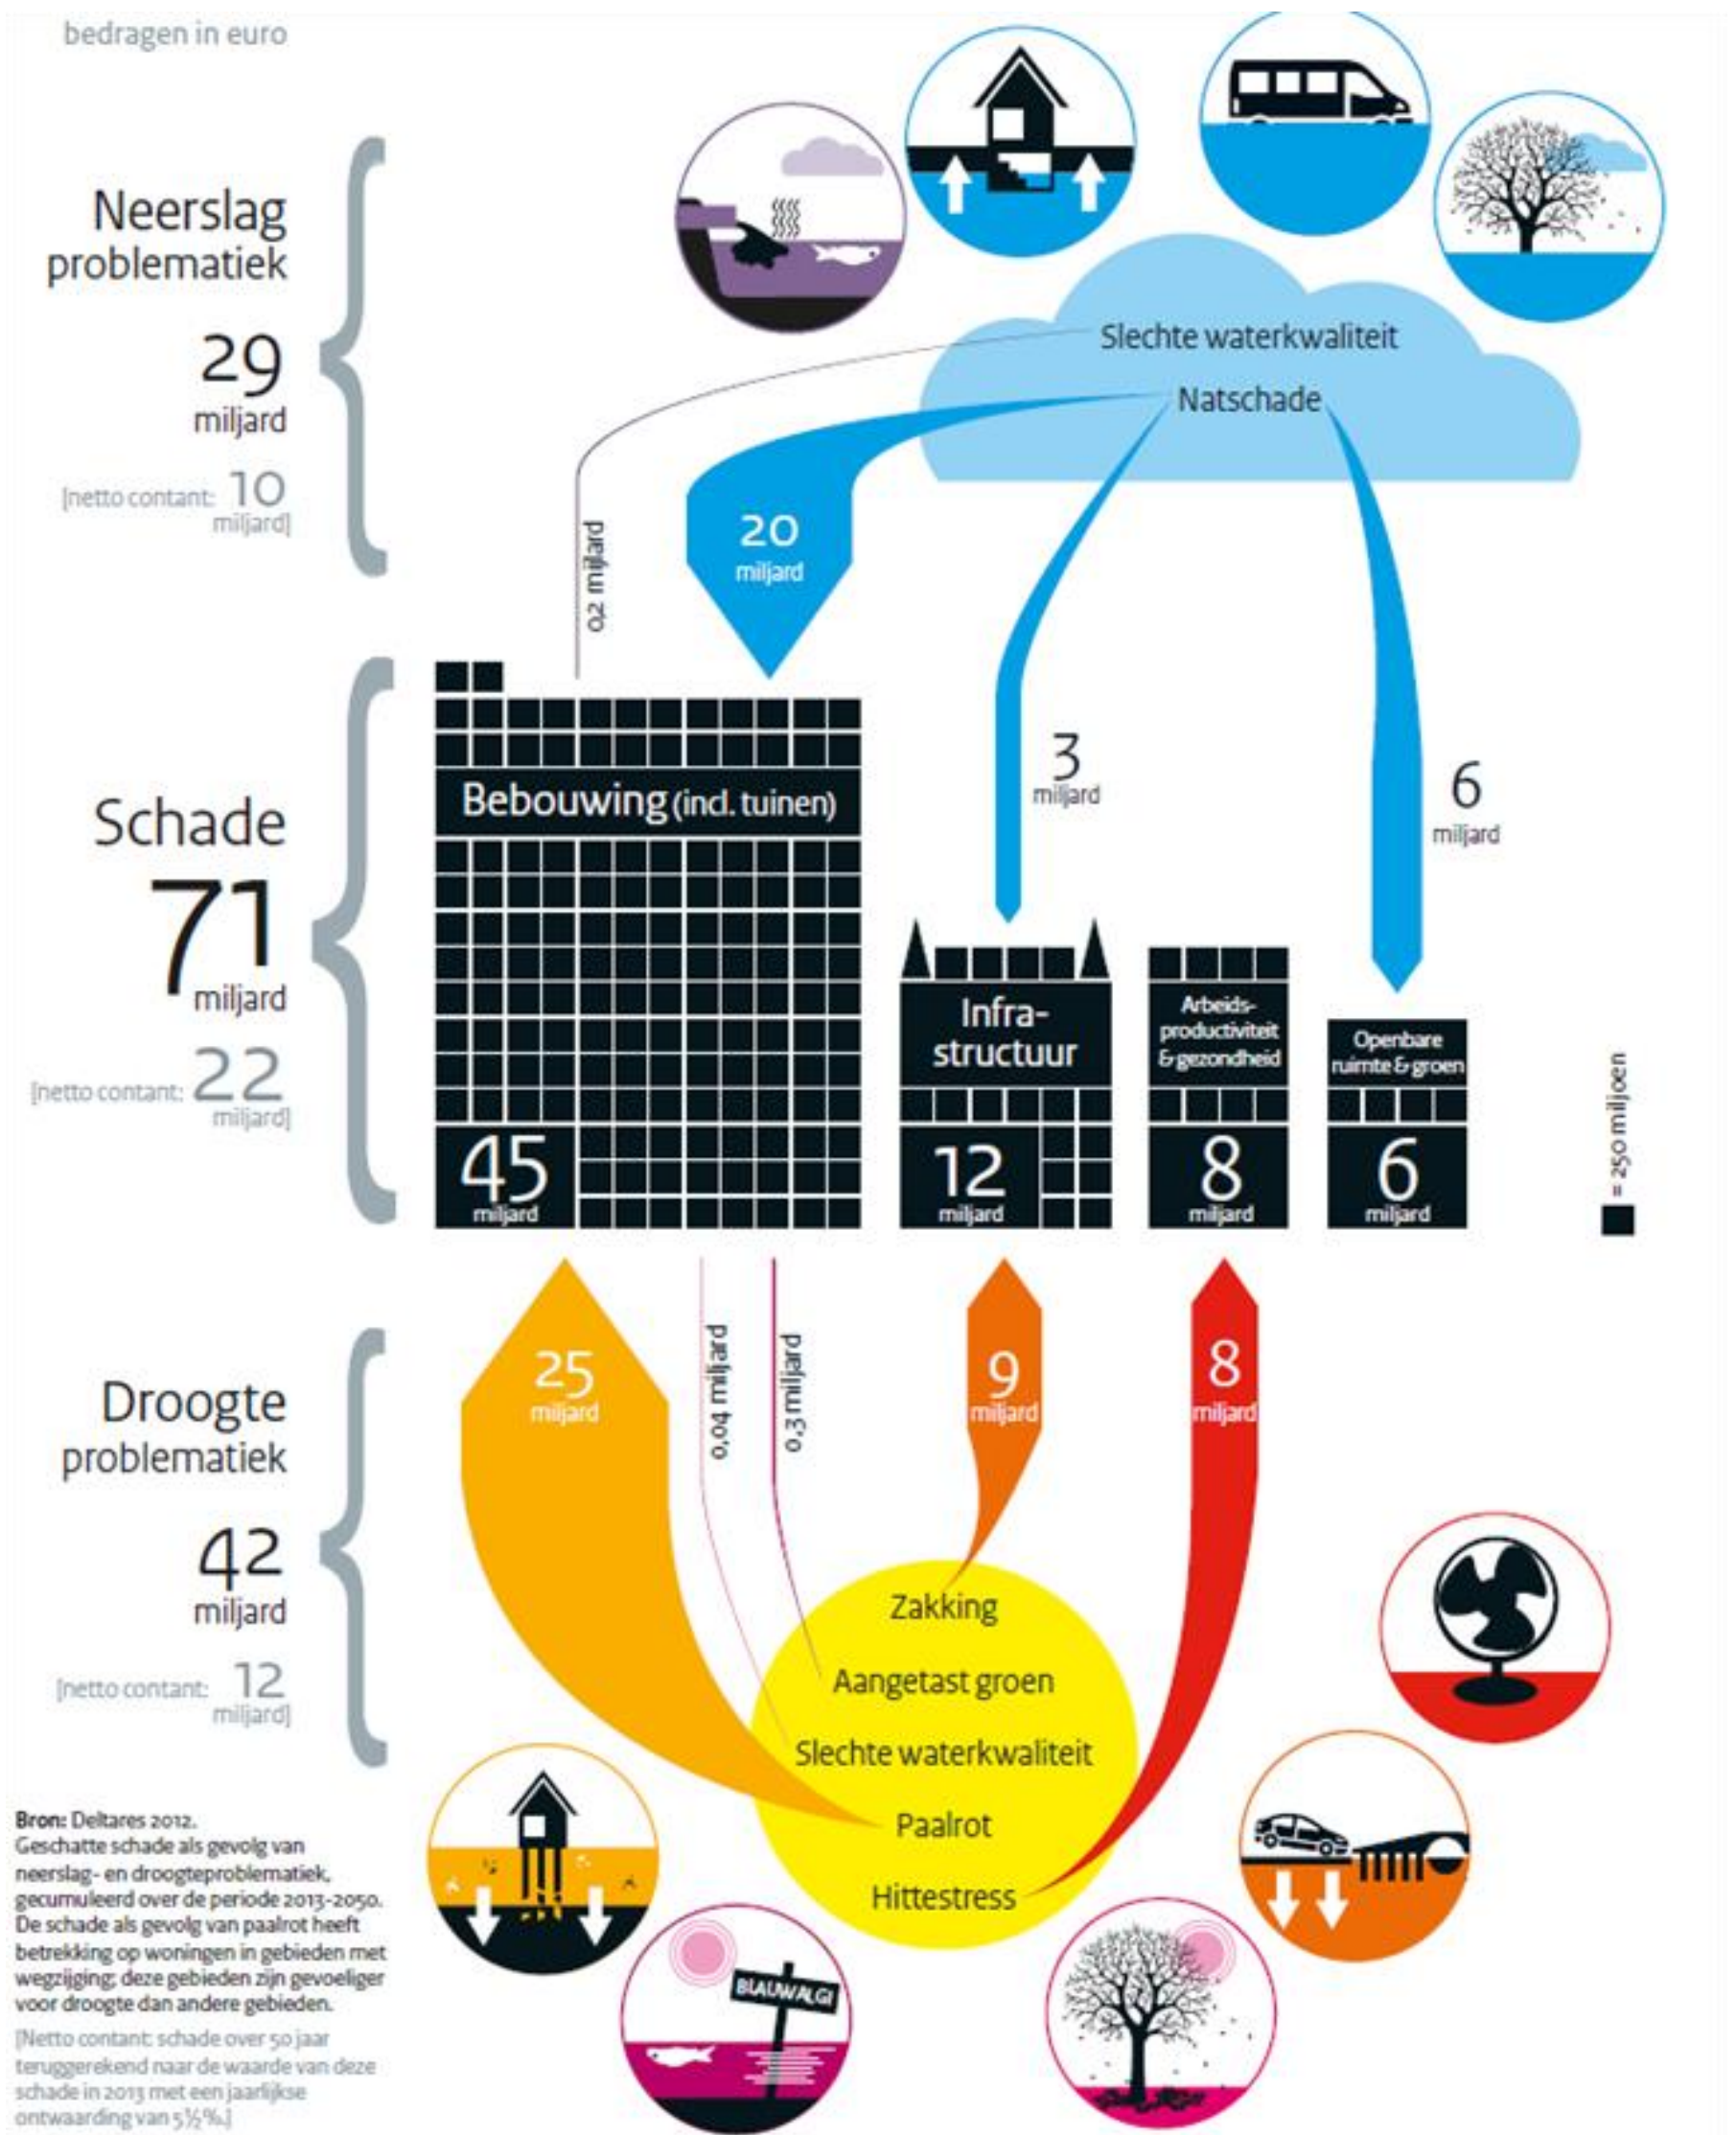 bedragen in euro
Neerslag
problematiek
29
miljard
[netto contant: 10
miljard]
Slechte waterkwaliteit
Natschade
0,2 miljard
20
miljard
3
miljard
6
miljard
Schade
71
miljard
[netto contant: 22
miljard]
Bebouwing (incl. tuinen)
45
miljard
Infra-
structuur
12
miljard
Arbeids-
productiviteit
& gezondheid
8
miljard
Openbare
ruimte & groen
6
miljard
= 250 miljoen
Droogte
problematiek
42
miljard
[netto contant: 12
miljard]
25
miljard
0,04 miljard
0,3 miljard
9
miljard
8
miljard
Zakking
Aangetast groen
Slechte waterkwaliteit
Paalrot
Hittestress
BLAUWALG!
Bron: Deltares 2012.
Geschatte schade als gevolg van
neerslag- en droogteproblematiek,
gecumuleerd over de periode 2013-2050.
De schade als gevolg van paalrot heeft
betrekking op woningen in gebieden met
wegzijging; deze gebieden zijn gevoeliger
voor droogte dan andere gebieden.
[Netto contant: schade over 50 jaar
teruggerekend naar de waarde van deze
schade in 2013 met een jaarlijkse
ontwaarding van 5½%.]